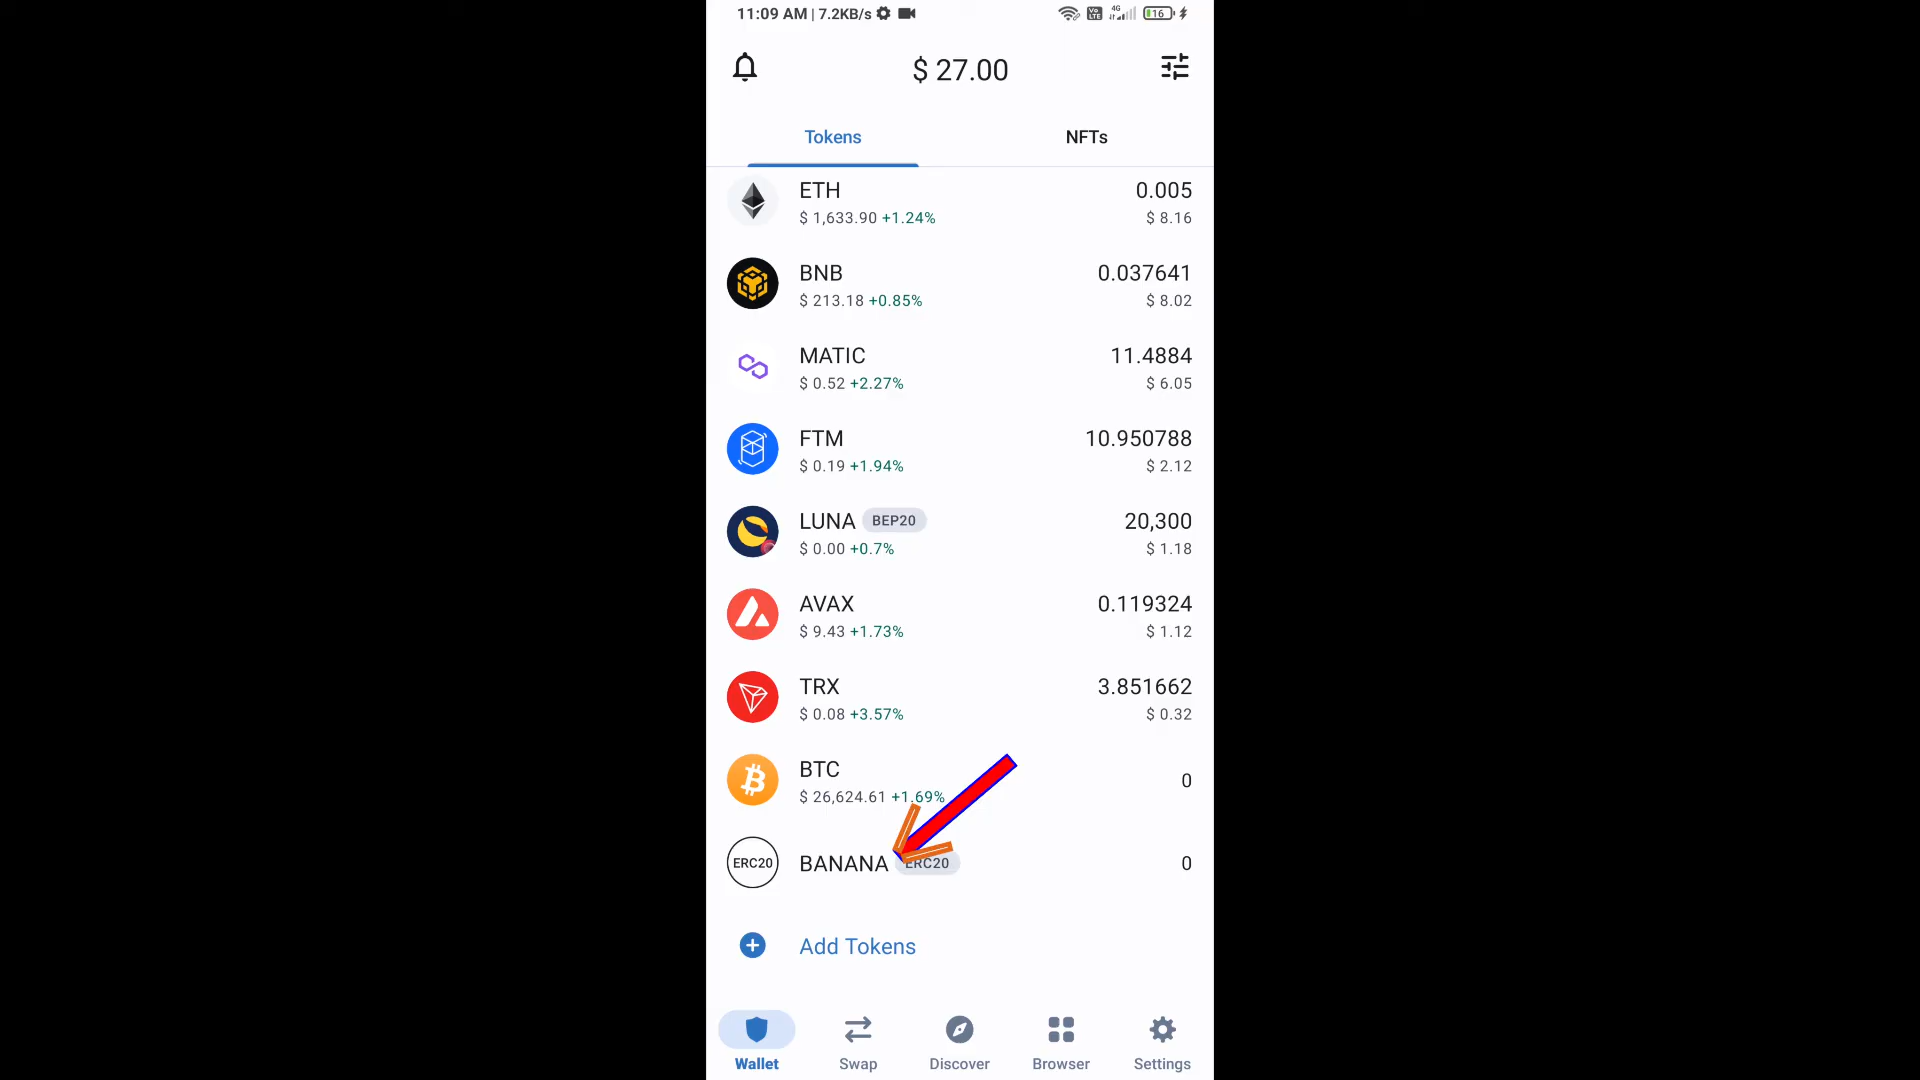 11:09 AM | 7.2KB/s
Vo LTE 4G 16
$ 27.00
Tokens NFTs
ETH 0.005
$ 1,633.90 +1.24% $ 8.16
BNB 0.037641
$ 213.18 +0.85% $ 8.02
MATIC 11.4884
$ 0.52 +2.27% $ 6.05
FTM 10.950788
$ 0.19 +1.94% $ 2.12
LUNA BEP20 20,300
$ 0.00 +0.7% $ 1.18
AVAX 0.119324
$ 9.43 +1.73% $ 1.12
TRX 3.851662
$ 0.08 +3.57% $ 0.32
BTC 0
$ 26,624.61 +1.69%
ERC20 BANANA ERC20 0
Add Tokens
Wallet Swap Discover Browser Settings